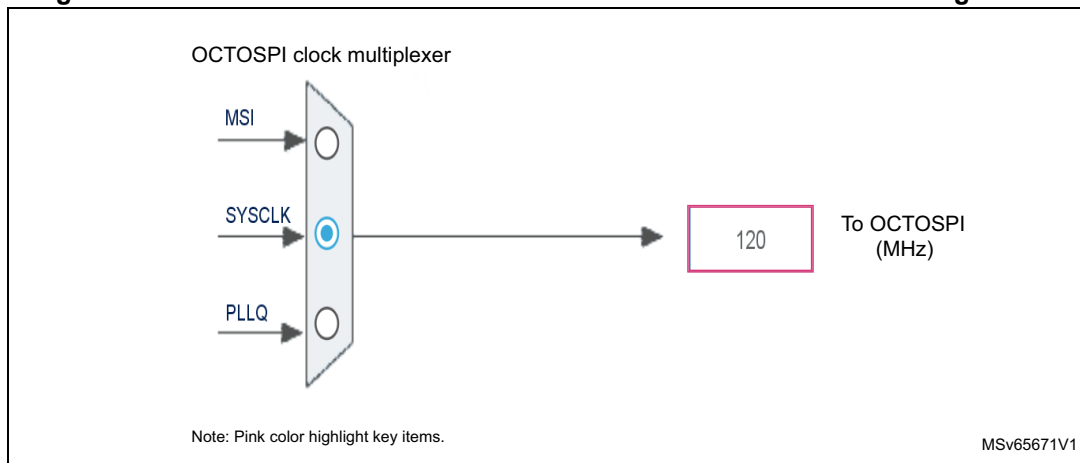 OCTOSPI clock multiplexer
MSI
SYSCLK
120
To OCTOSPI
(MHz)
PLLQ
Note: Pink color highlight key items.
MSv65671V1